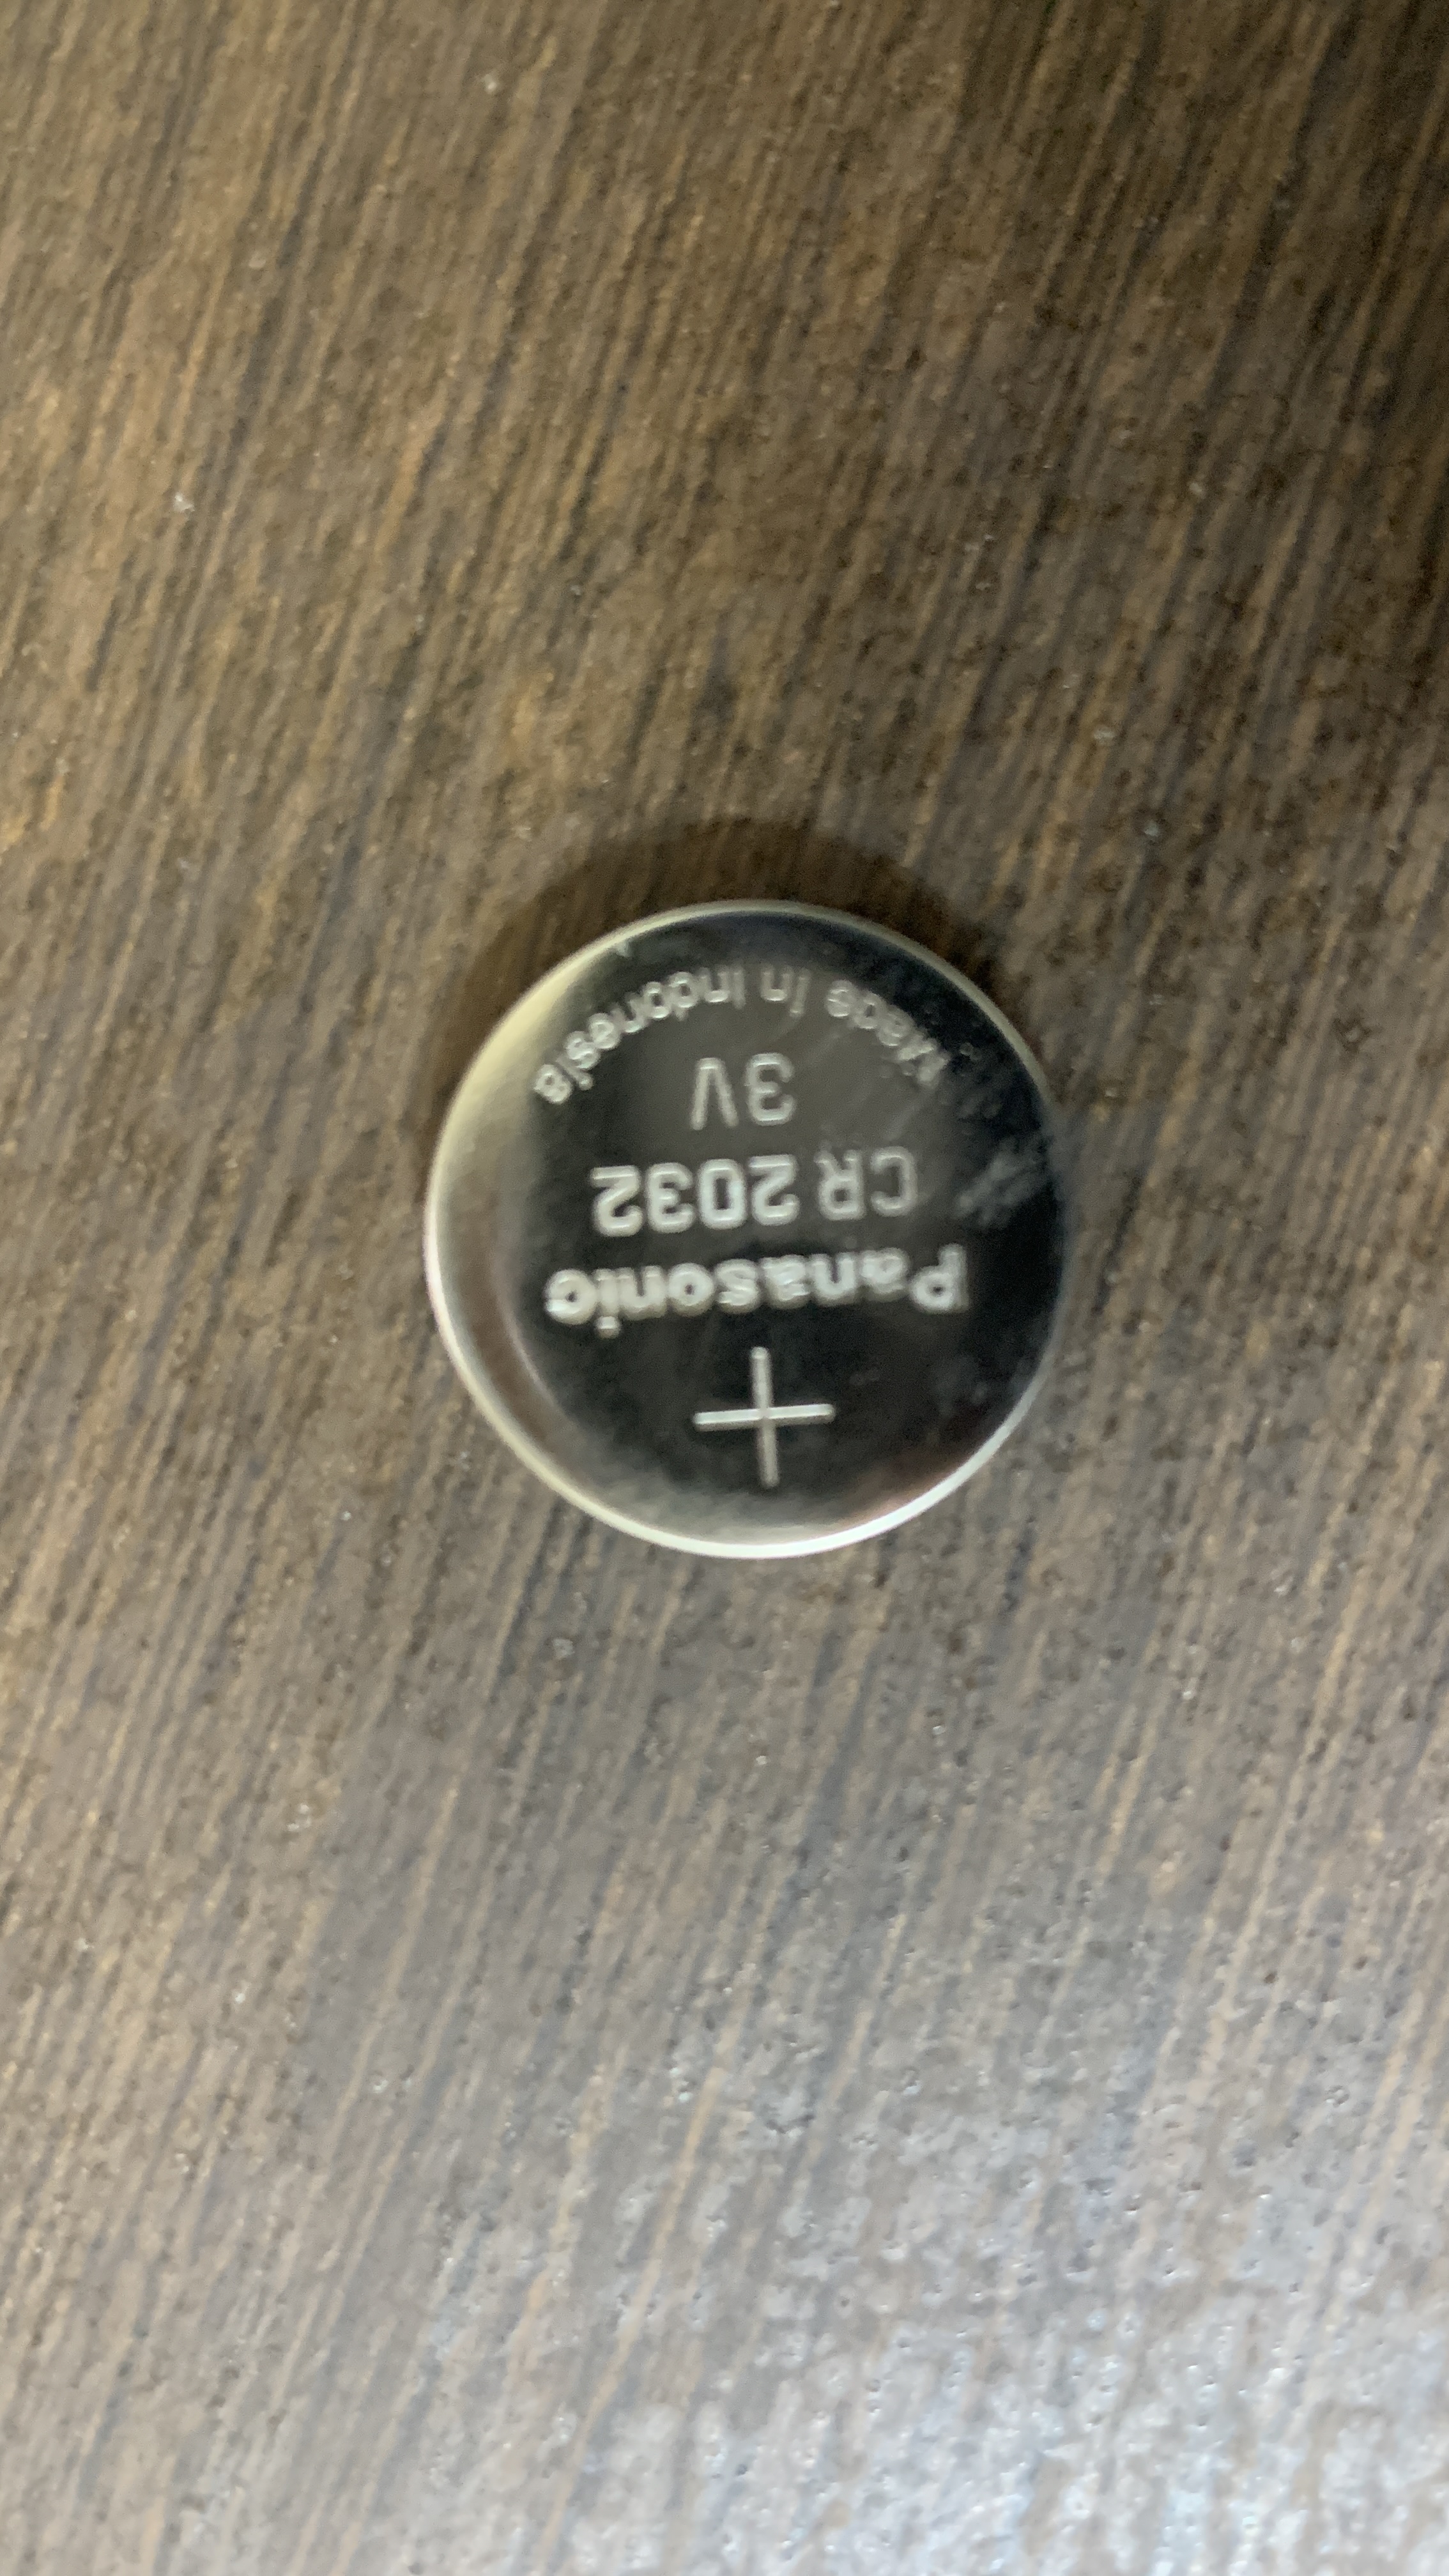 +
Panasonic
CR 2032
3V
Made in Indonesia